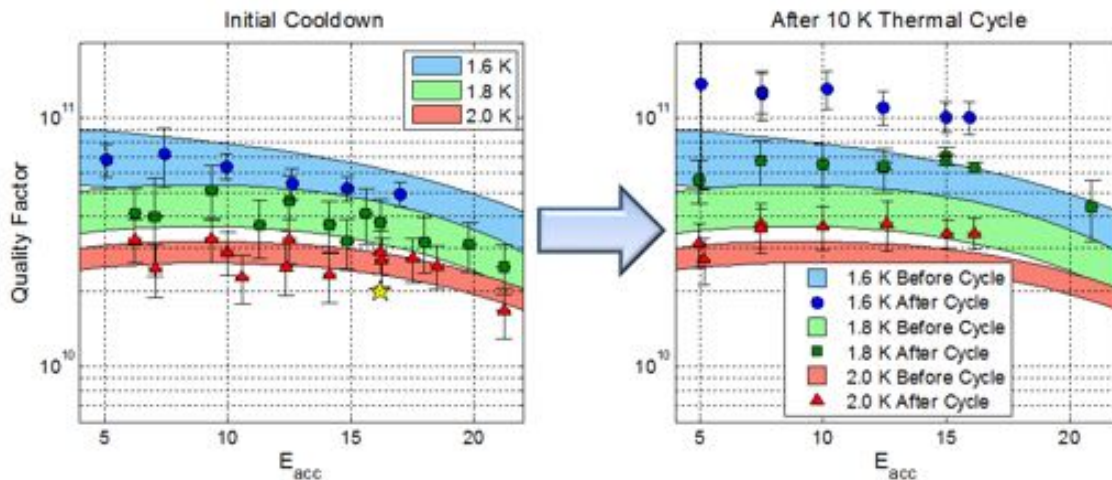 Initial Cooldown
After 10 K Thermal Cycle
Quality Factor
10¹¹
10¹⁰
1.6 K
1.8 K
2.0 K
5
10
15
20
E_acc
10¹¹
10¹⁰
1.6 K Before Cycle
1.6 K After Cycle
1.8 K Before Cycle
1.8 K After Cycle
2.0 K Before Cycle
2.0 K After Cycle
5
10
15
20
E_acc